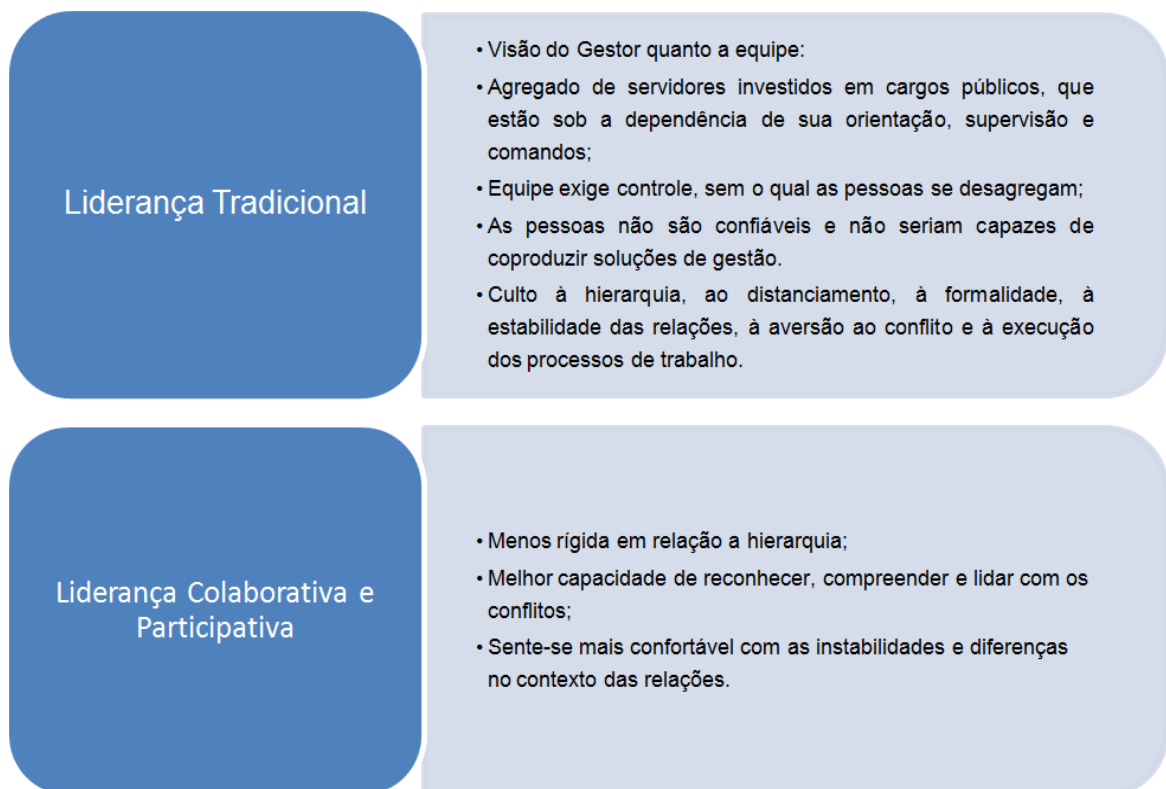 Liderança Tradicional
• Visão do Gestor quanto a equipe:
• Agregado de servidores investidos em cargos públicos, que
estão sob a dependência de sua orientação, supervisão e
comandos;
• Equipe exige controle, sem o qual as pessoas se desagregam;
• As pessoas não são confiáveis e não seriam capazes de
coproduzir soluções de gestão.
• Culto à hierarquia, ao distanciamento, à formalidade, à
estabilidade das relações, à aversão ao conflito e à execução
dos processos de trabalho.
Liderança Colaborativa e
Participativa
• Menos rígida em relação a hierarquia;
• Melhor capacidade de reconhecer, compreender e lidar com os
conflitos;
• Sente-se mais confortável com as instabilidades e diferenças
no contexto das relações.